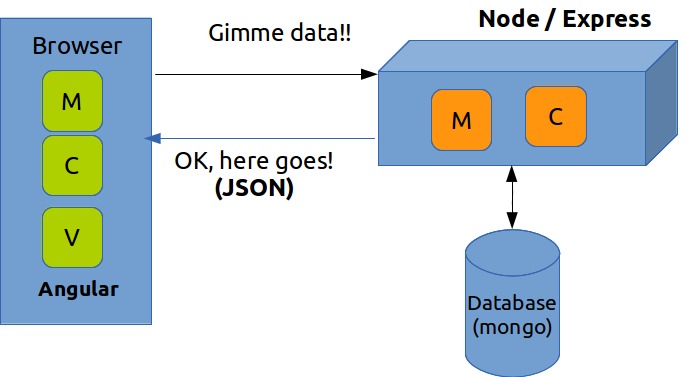 Node / Express
Gimme data!!
Browser
M
C
V
Angular
OK, here goes!
(JSON)
M
C
Database
(mongo)